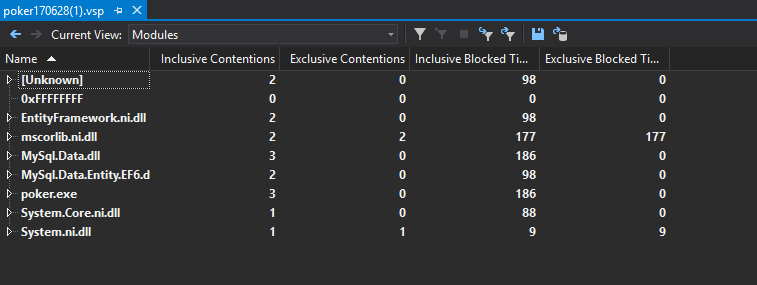 poker170628(1).vsp
Current View: Modules
Name Inclusive Contentions Exclusive Contentions Inclusive Blocked Ti... Exclusive Blocked Ti...
[Unknown] 2 0 98 0
0xFFFFFFFF 0 0 0 0
EntityFramework.ni.dll 2 0 98 0
mscorlib.ni.dll 2 2 177 177
MySql.Data.dll 3 0 186 0
MySql.Data.Entity.EF6.d 2 0 98 0
poker.exe 3 0 186 0
System.Core.ni.dll 1 0 88 0
System.ni.dll 1 1 9 9